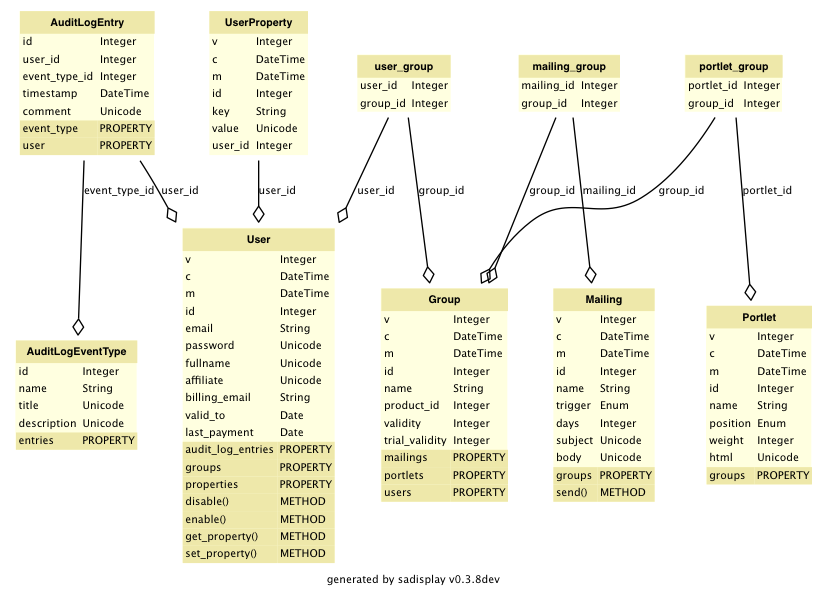 AuditLogEntry
id Integer
user_id Integer
event_type_id Integer
timestamp DateTime
comment Unicode
event_type PROPERTY
user PROPERTY
UserProperty
v Integer
c DateTime
m DateTime
id Integer
key String
value Unicode
user_id Integer
user_group
user_id Integer
group_id Integer
mailing_group
mailing_id Integer
group_id Integer
portlet_group
portlet_id Integer
group_id Integer
event_type_id
user_id
user_id
user_id
group_id
group_id
mailing_id
group_id
portlet_id
AuditLogEventType
id Integer
name String
title Unicode
description Unicode
entries PROPERTY
User
v Integer
c DateTime
m DateTime
id Integer
email String
password Unicode
fullname Unicode
affiliate Unicode
billing_email String
valid_to Date
last_payment Date
audit_log_entries PROPERTY
groups PROPERTY
properties PROPERTY
disable() METHOD
enable() METHOD
get_property() METHOD
set_property() METHOD
Group
v Integer
c DateTime
m DateTime
id Integer
name String
product_id Integer
validity Integer
trial_validity Integer
mailings PROPERTY
portlets PROPERTY
users PROPERTY
Mailing
v Integer
c DateTime
m DateTime
id Integer
name String
trigger Enum
days Integer
subject Unicode
body Unicode
groups PROPERTY
send() METHOD
Portlet
v Integer
c DateTime
m DateTime
id Integer
name String
position Enum
weight Integer
html Unicode
groups PROPERTY
generated by sadisplay v0.3.8dev